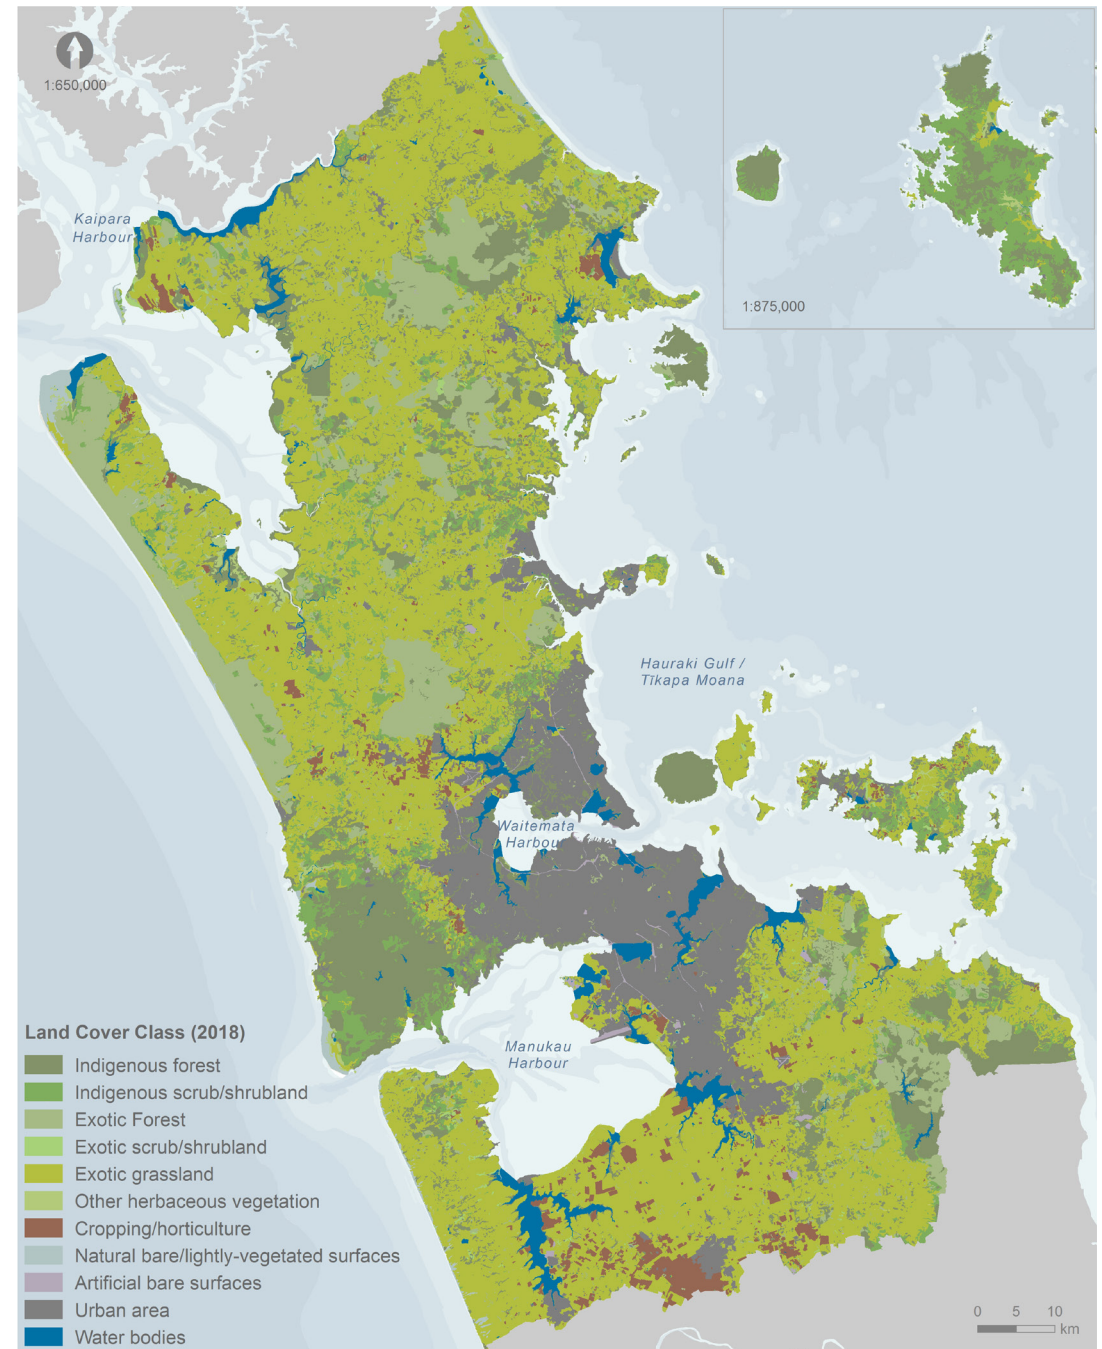 1:650,000
Kaipara
Harbour
1:875,000
Hauraki Gulf /
Tīkapa Moana
Waitemata
Harbour
Manukau
Harbour
Land Cover Class (2018)
Indigenous forest
Indigenous scrub/shrubland
Exotic Forest
Exotic scrub/shrubland
Exotic grassland
Other herbaceous vegetation
Cropping/horticulture
Natural bare/lightly-vegetated surfaces
Artificial bare surfaces
Urban area
Water bodies
0 5 10
km